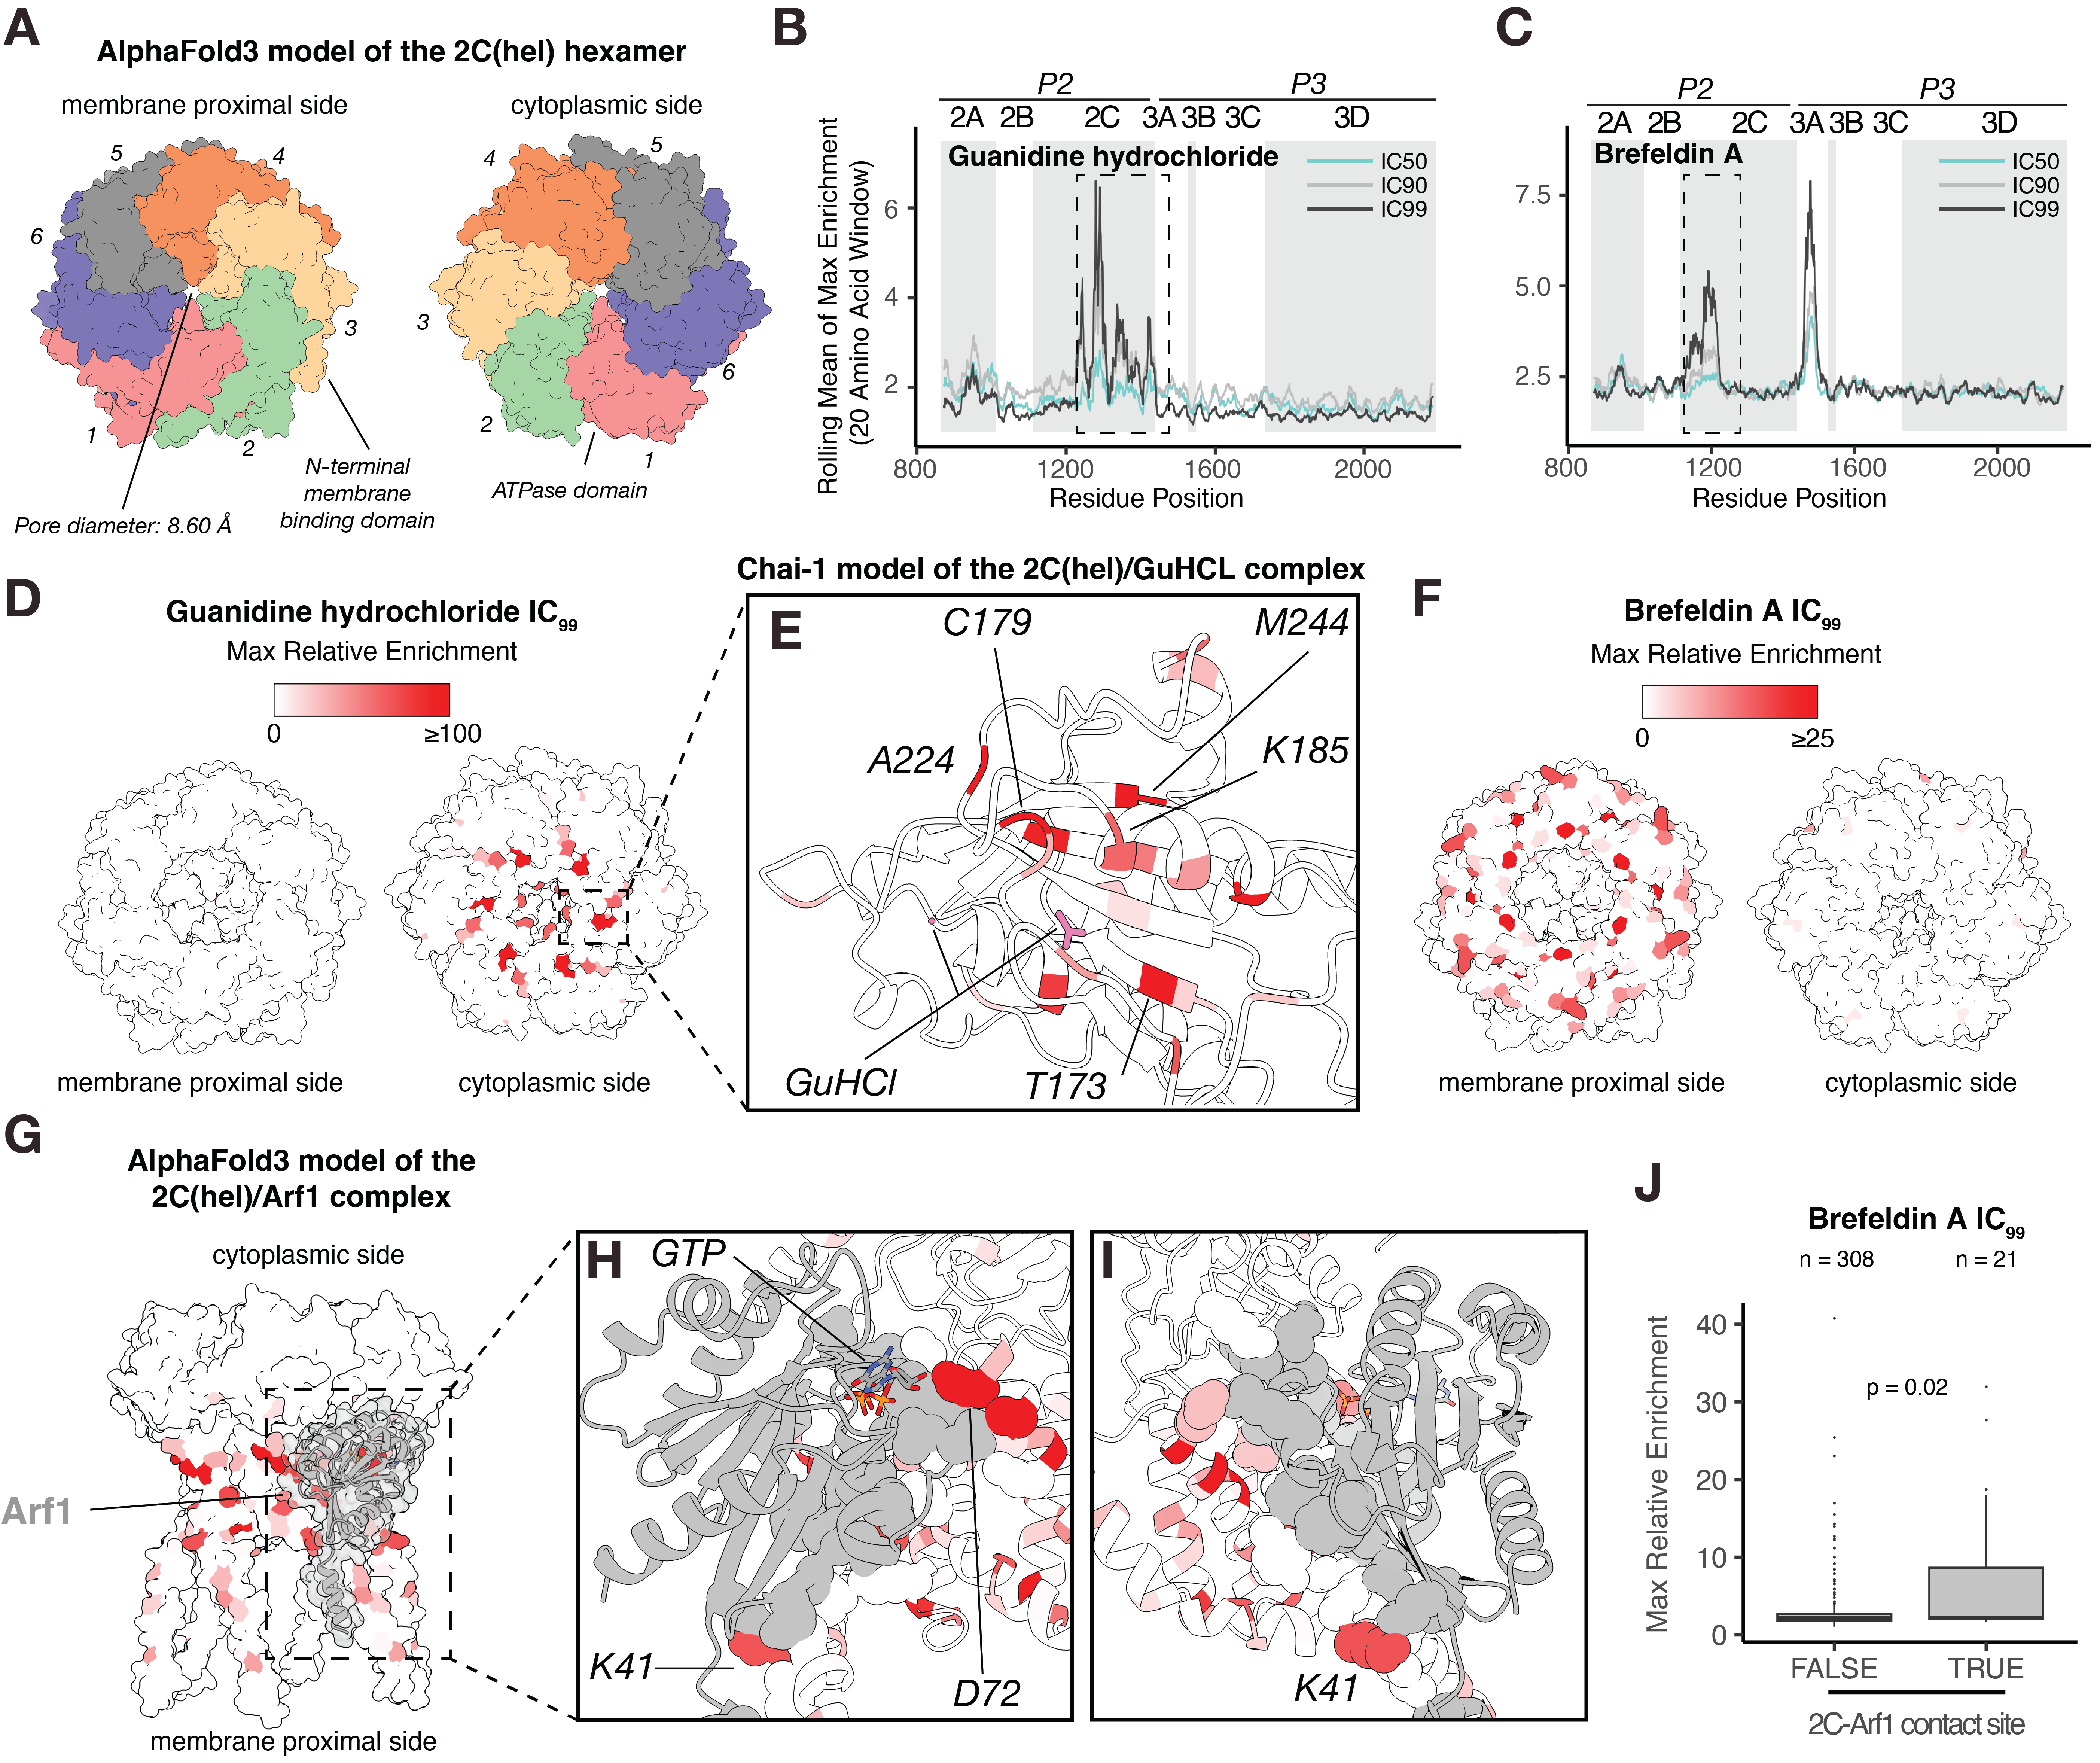 A
AlphaFold3 model of the 2C(hel) hexamer
membrane proximal side
cytoplasmic side
5
4
6
3
1
2
4
5
3
6
2
1
Pore diameter: 8.60 Å
N-terminal
membrane
binding domain
ATPase domain
B
P2
P3
2A
2B
2C
3A
3B
3C
3D
Guanidine hydrochloride
IC50
IC90
IC99
Rolling Mean of Max Enrichment
(20 Amino Acid Window)
6
4
2
800
1200
1600
2000
Residue Position
C
P2
P3
2A
2B
2C
3A
3B
3C
3D
Brefeldin A
IC50
IC90
IC99
7.5
5.0
2.5
800
1200
1600
2000
Residue Position
D
Guanidine hydrochloride IC99
Max Relative Enrichment
0
≥100
membrane proximal side
cytoplasmic side
Chai-1 model of the 2C(hel)/GuHCL complex
E
C179
M244
A224
K185
GuHCl
T173
F
Brefeldin A IC99
Max Relative Enrichment
0
≥25
membrane proximal side
cytoplasmic side
G
AlphaFold3 model of the
2C(hel)/Arf1 complex
cytoplasmic side
Arf1
membrane proximal side
H
GTP
K41
D72
I
K41
J
Brefeldin A IC99
n = 308
n = 21
p = 0.02
Max Relative Enrichment
40
30
20
10
0
FALSE
TRUE
2C-Arf1 contact site